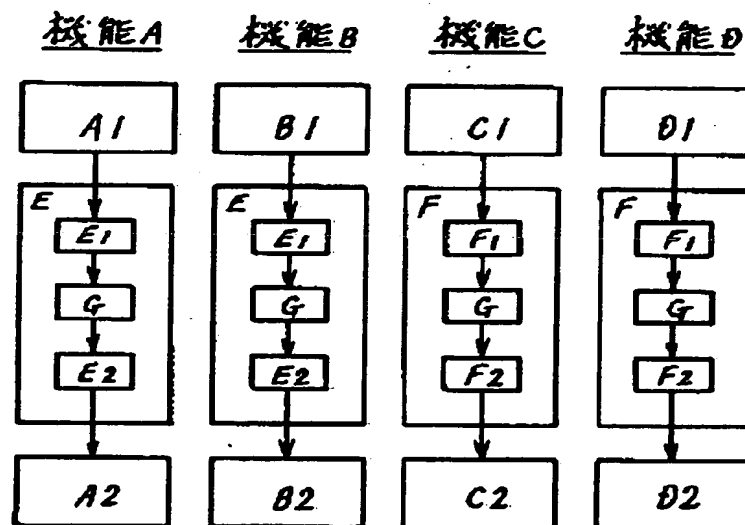 機能A 機能B 機能C 機能D
A1 B1 C1 D1
E E F F
E1 E1 F1 F1
G G G G
E2 E2 F2 F2
A2 B2 C2 D2